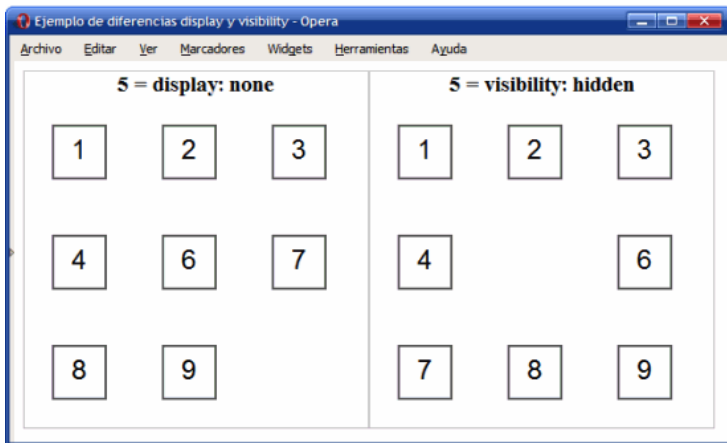 Ejemplo de diferencias display y visibility - Opera
Archivo Editar Ver Marcadores Widgets Herramientas Ayuda
5 = display: none
1 2 3
4 6 7
8 9
5 = visibility: hidden
1 2 3
4 6
7 8 9